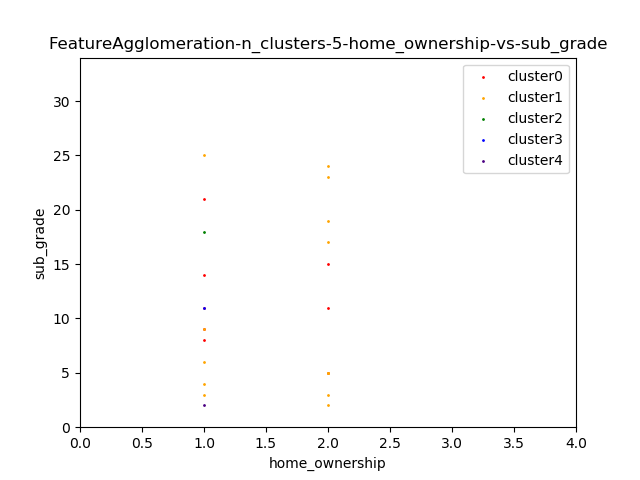 FeatureAgglomeration-n_clusters-5-home_ownership-vs-sub_grade
cluster0
cluster1
cluster2
cluster3
cluster4
30
25
20
15
10
5
0
sub_grade
0.0 0.5 1.0 1.5 2.0 2.5 3.0 3.5 4.0
home_ownership